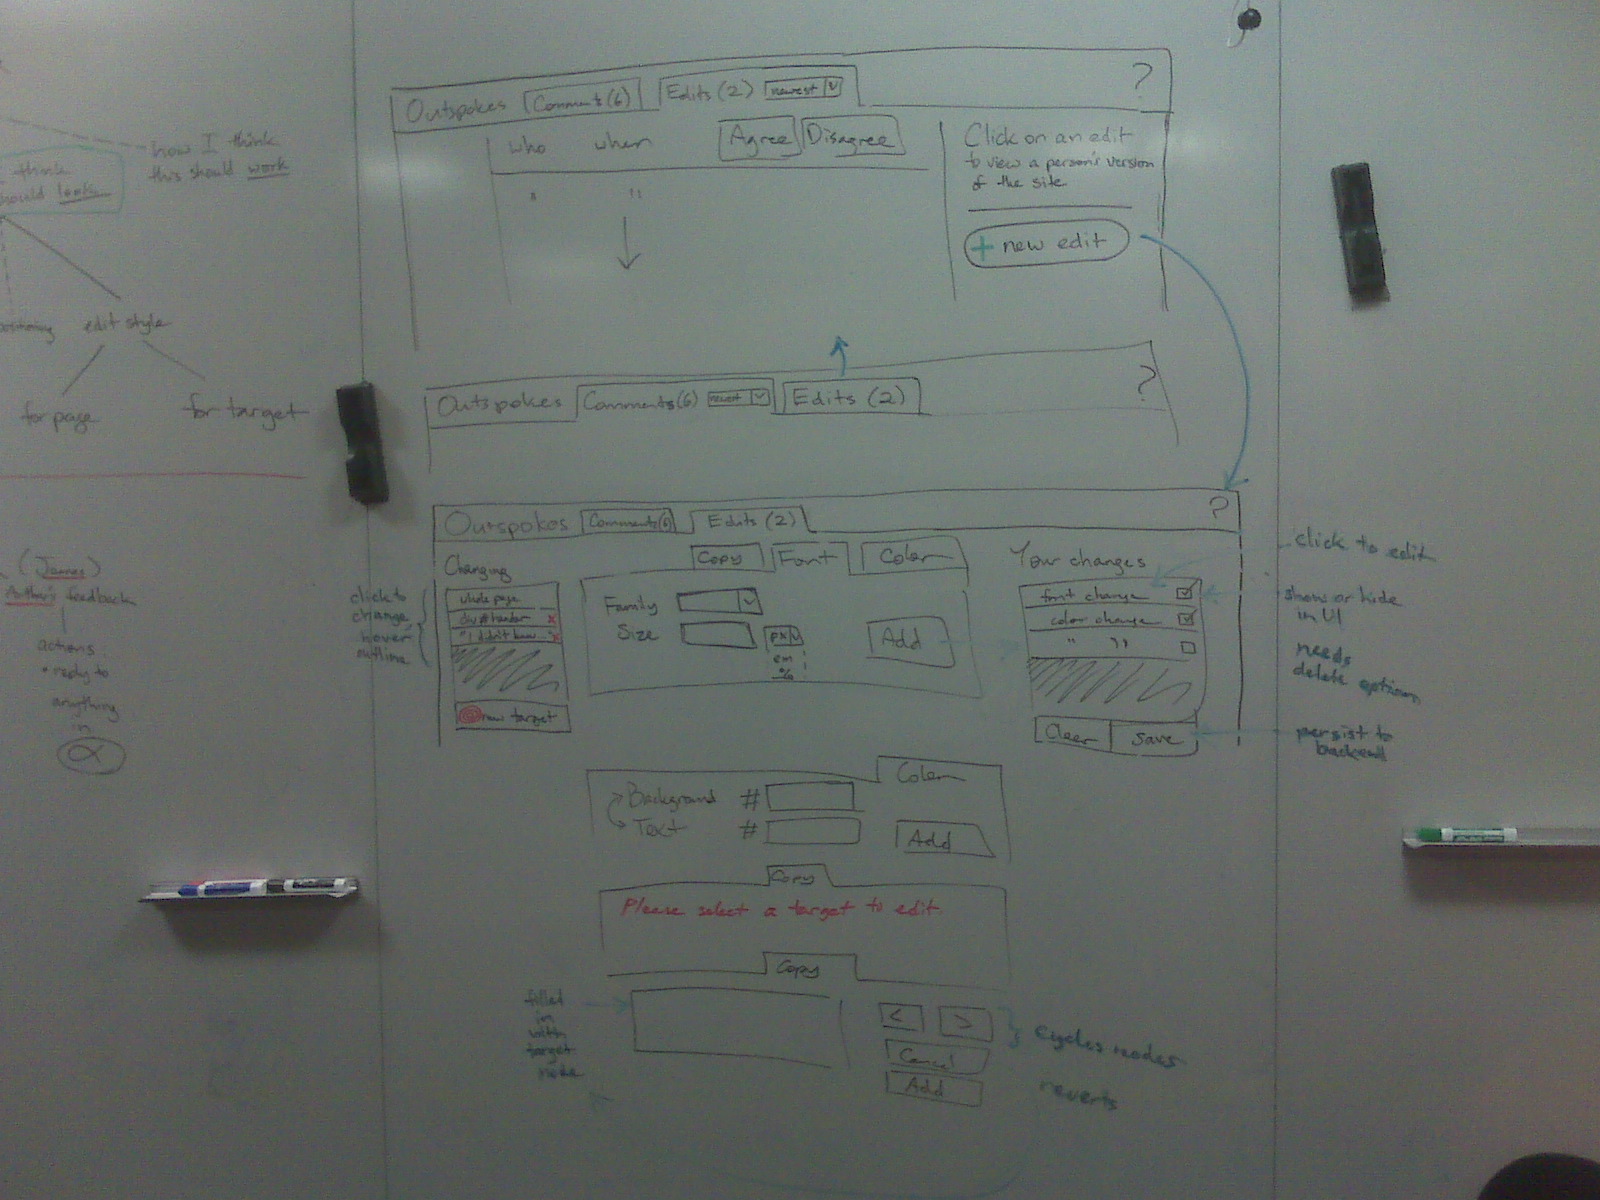 how I think
this should work
think
should look
positioning
edit style
for page
for target
(James)
Author's feedback
actions
reply to
anything
in
α
Outspokes
Comments (6)
Edits (2)
newest
?
who
when
Agree
Disagree
"
"
Click on an edit
to view a person's version
of the site
+ new edit
Outspokes
Comments (6)
newest
Edits (2)
?
Outspokes
Comments (6)
Edits (2)
?
Changing
whole page
div#header x
"I didn't know..." x
new target
click to
change
hover
outline
Copy
Font
Color
Family
Size
px
em
%
Add
Your changes
font change
color change
" "
Clear
Save
click to edit
show or hide
in UI
needs
delete option
persist to
backend
Color
Background #
Text #
Add
Copy
Please select a target to edit
Copy
filled
in
with
target
node
<
>
Cancel
Add
cycles nodes
reverts